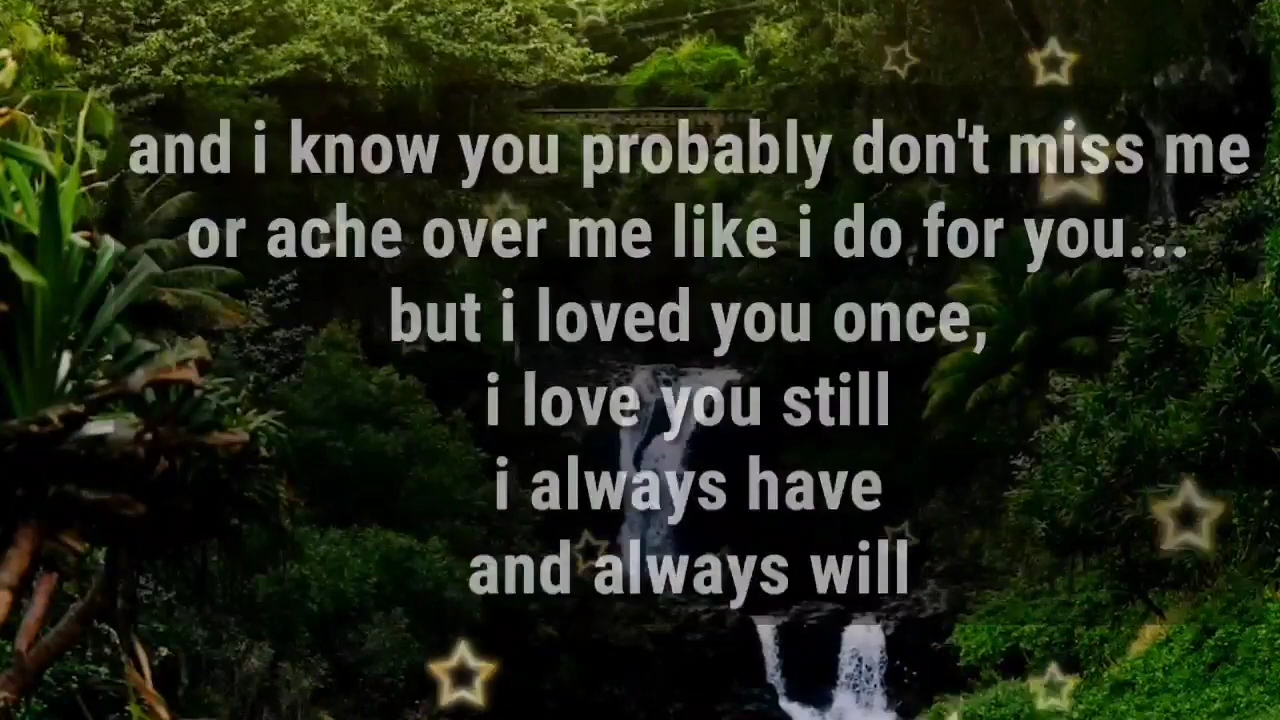 and i know you probably don't miss me
or ache over me like i do for you...
but i loved you once,
i love you still
i always have
and always will